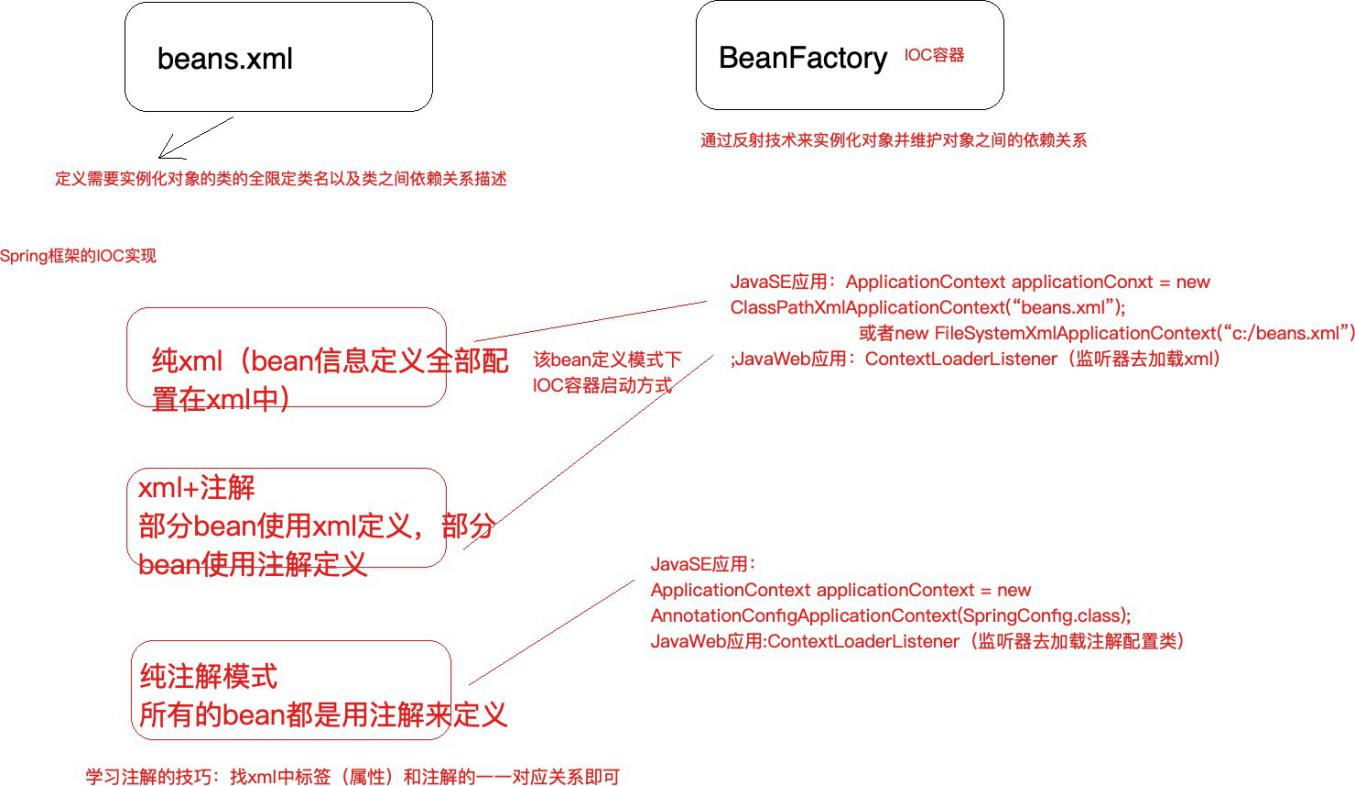 beans.xml
BeanFactory IOC容器
通过反射技术来实例化对象并维护对象之间的依赖关系
定义需要实例化对象的类的全限定类名以及类之间依赖关系描述
Spring框架的IOC实现
纯xml（bean信息定义全部配
置在xml中）
该bean定义模式下
IOC容器启动方式
JavaSE应用：ApplicationContext applicationConxt = new
ClassPathXmlApplicationContext(“beans.xml”);
或者new FileSystemXmlApplicationContext(“c:/beans.xml”)
;JavaWeb应用：ContextLoaderListener（监听器去加载xml）
xml+注解
部分bean使用xml定义，部分
bean使用注解定义
JavaSE应用：
ApplicationContext applicationContext = new
AnnotationConfigApplicationContext(SpringConfig.class);
JavaWeb应用:ContextLoaderListener（监听器去加载注解配置类）
纯注解模式
所有的bean都是用注解来定义
学习注解的技巧：找xml中标签（属性）和注解的一一对应关系即可